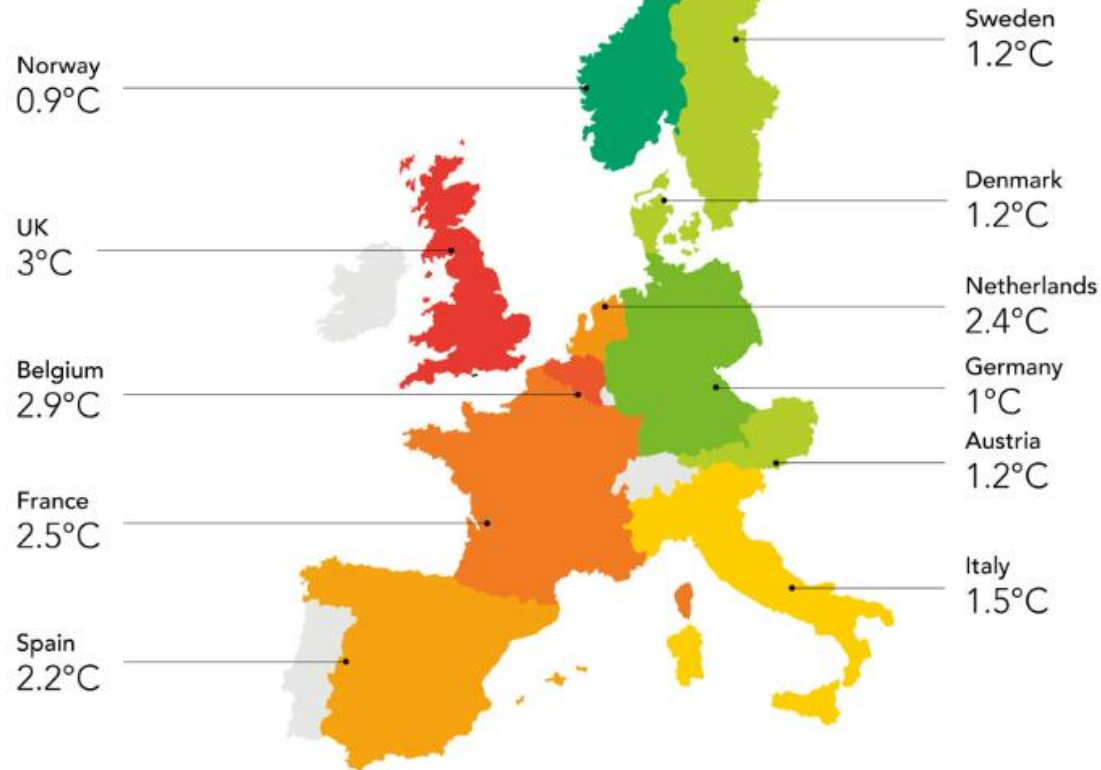 Norway
0.9°C
UK
3°C
Belgium
2.9°C
France
2.5°C
Spain
2.2°C
Sweden
1.2°C
Denmark
1.2°C
Netherlands
2.4°C
Germany
1°C
Austria
1.2°C
Italy
1.5°C